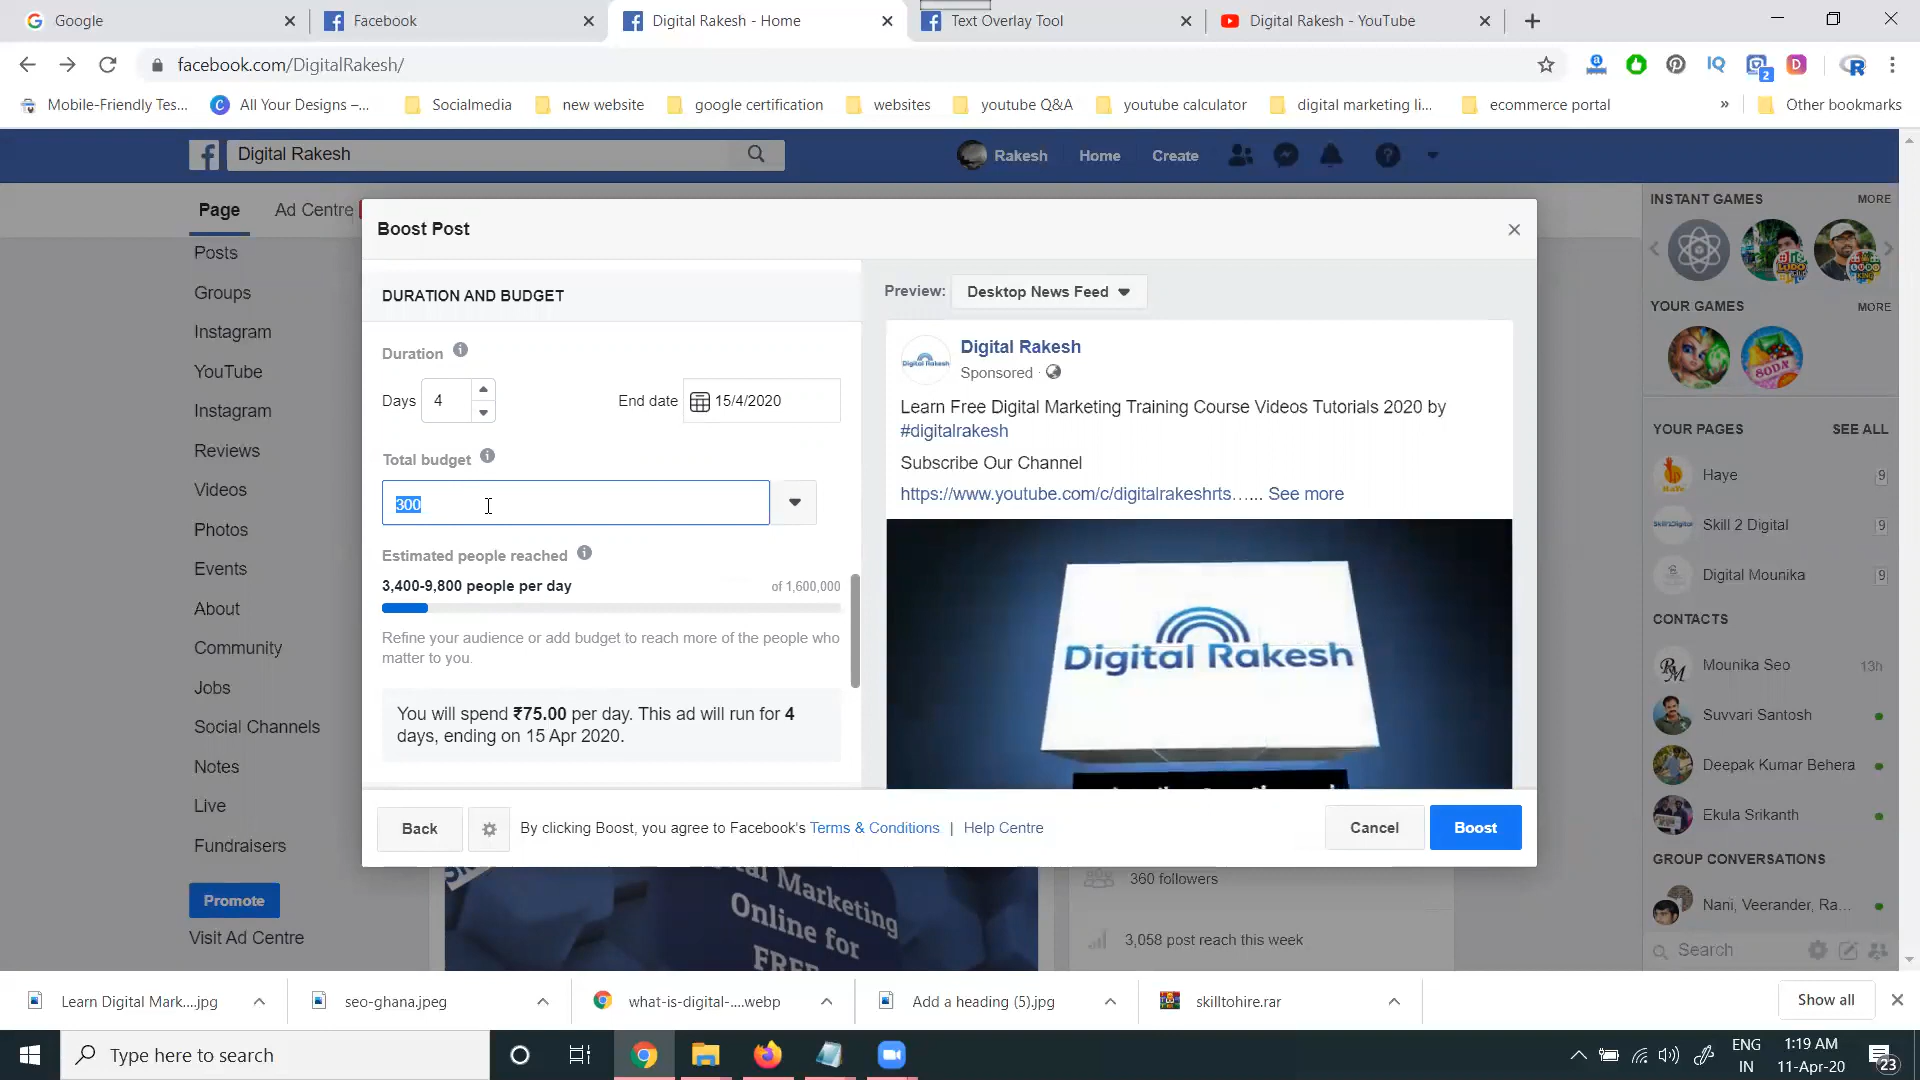 Google
Facebook
Digital Rakesh - Home
Text Overlay Tool
Digital Rakesh - YouTube
facebook.com/DigitalRakesh/
IQ
2
D
R
Mobile-Friendly Tes...
All Your Designs –...
Socialmedia
new website
google certification
websites
youtube Q&A
youtube calculator
digital marketing li...
ecommerce portal
»
Other bookmarks
Digital Rakesh
Rakesh
Home
Create
Page
Ad Centre
Posts
Groups
Instagram
YouTube
Instagram
Reviews
Videos
Photos
Events
About
Community
Jobs
Social Channels
Notes
Live
Fundraisers
Promote
Visit Ad Centre
Boost Post
DURATION AND BUDGET
Duration
Days
4
End date
15/4/2020
Total budget
300
Estimated people reached
3,400-9,800 people per day
of 1,600,000
Refine your audience or add budget to reach more of the people who
matter to you.
You will spend ₹75.00 per day. This ad will run for 4
days, ending on 15 Apr 2020.
Preview:
Desktop News Feed
Digital Rakesh
Digital Rakesh
Sponsored ·
Learn Free Digital Marketing Training Course Videos Tutorials 2020 by
#digitalrakesh
Subscribe Our Channel
https://www.youtube.com/c/digitalrakeshrts…... See more
Digital Rakesh
Back
By clicking Boost, you agree to Facebook's Terms & Conditions | Help Centre
Cancel
Boost
Marketing
Online for
FREE
360 followers
3,058 post reach this week
INSTANT GAMES
MORE
YOUR GAMES
MORE
SODA
YOUR PAGES
SEE ALL
Haye
9
Skill 2 Digital
9
Digital Mounika
9
CONTACTS
Mounika Seo
13h
Suvvari Santosh
Deepak Kumar Behera
Ekula Srikanth
GROUP CONVERSATIONS
Nani, Veerander, Ra...
Search
Learn Digital Mark....jpg
seo-ghana.jpeg
what-is-digital-....webp
Add a heading (5).jpg
skilltohire.rar
Show all
Type here to search
ENG
IN
1:19 AM
11-Apr-20
23